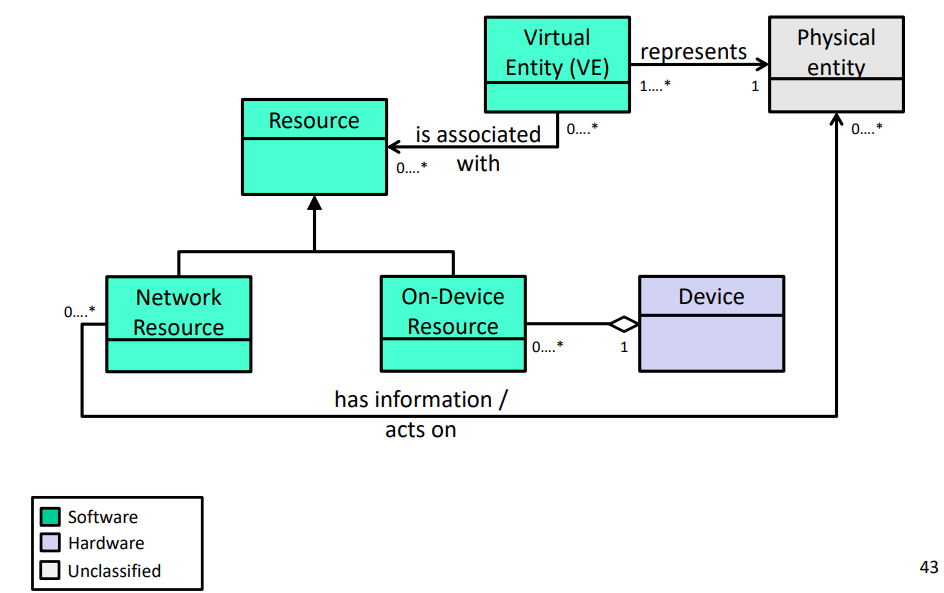 Virtual
Entity (VE)
represents
1....*
1
Physical
entity
0....*
0....*
Resource
is associated
with
0....*
Network
Resource
0....*
On-Device
Resource
0....*
1
Device
has information /
acts on
Software
Hardware
Unclassified
43